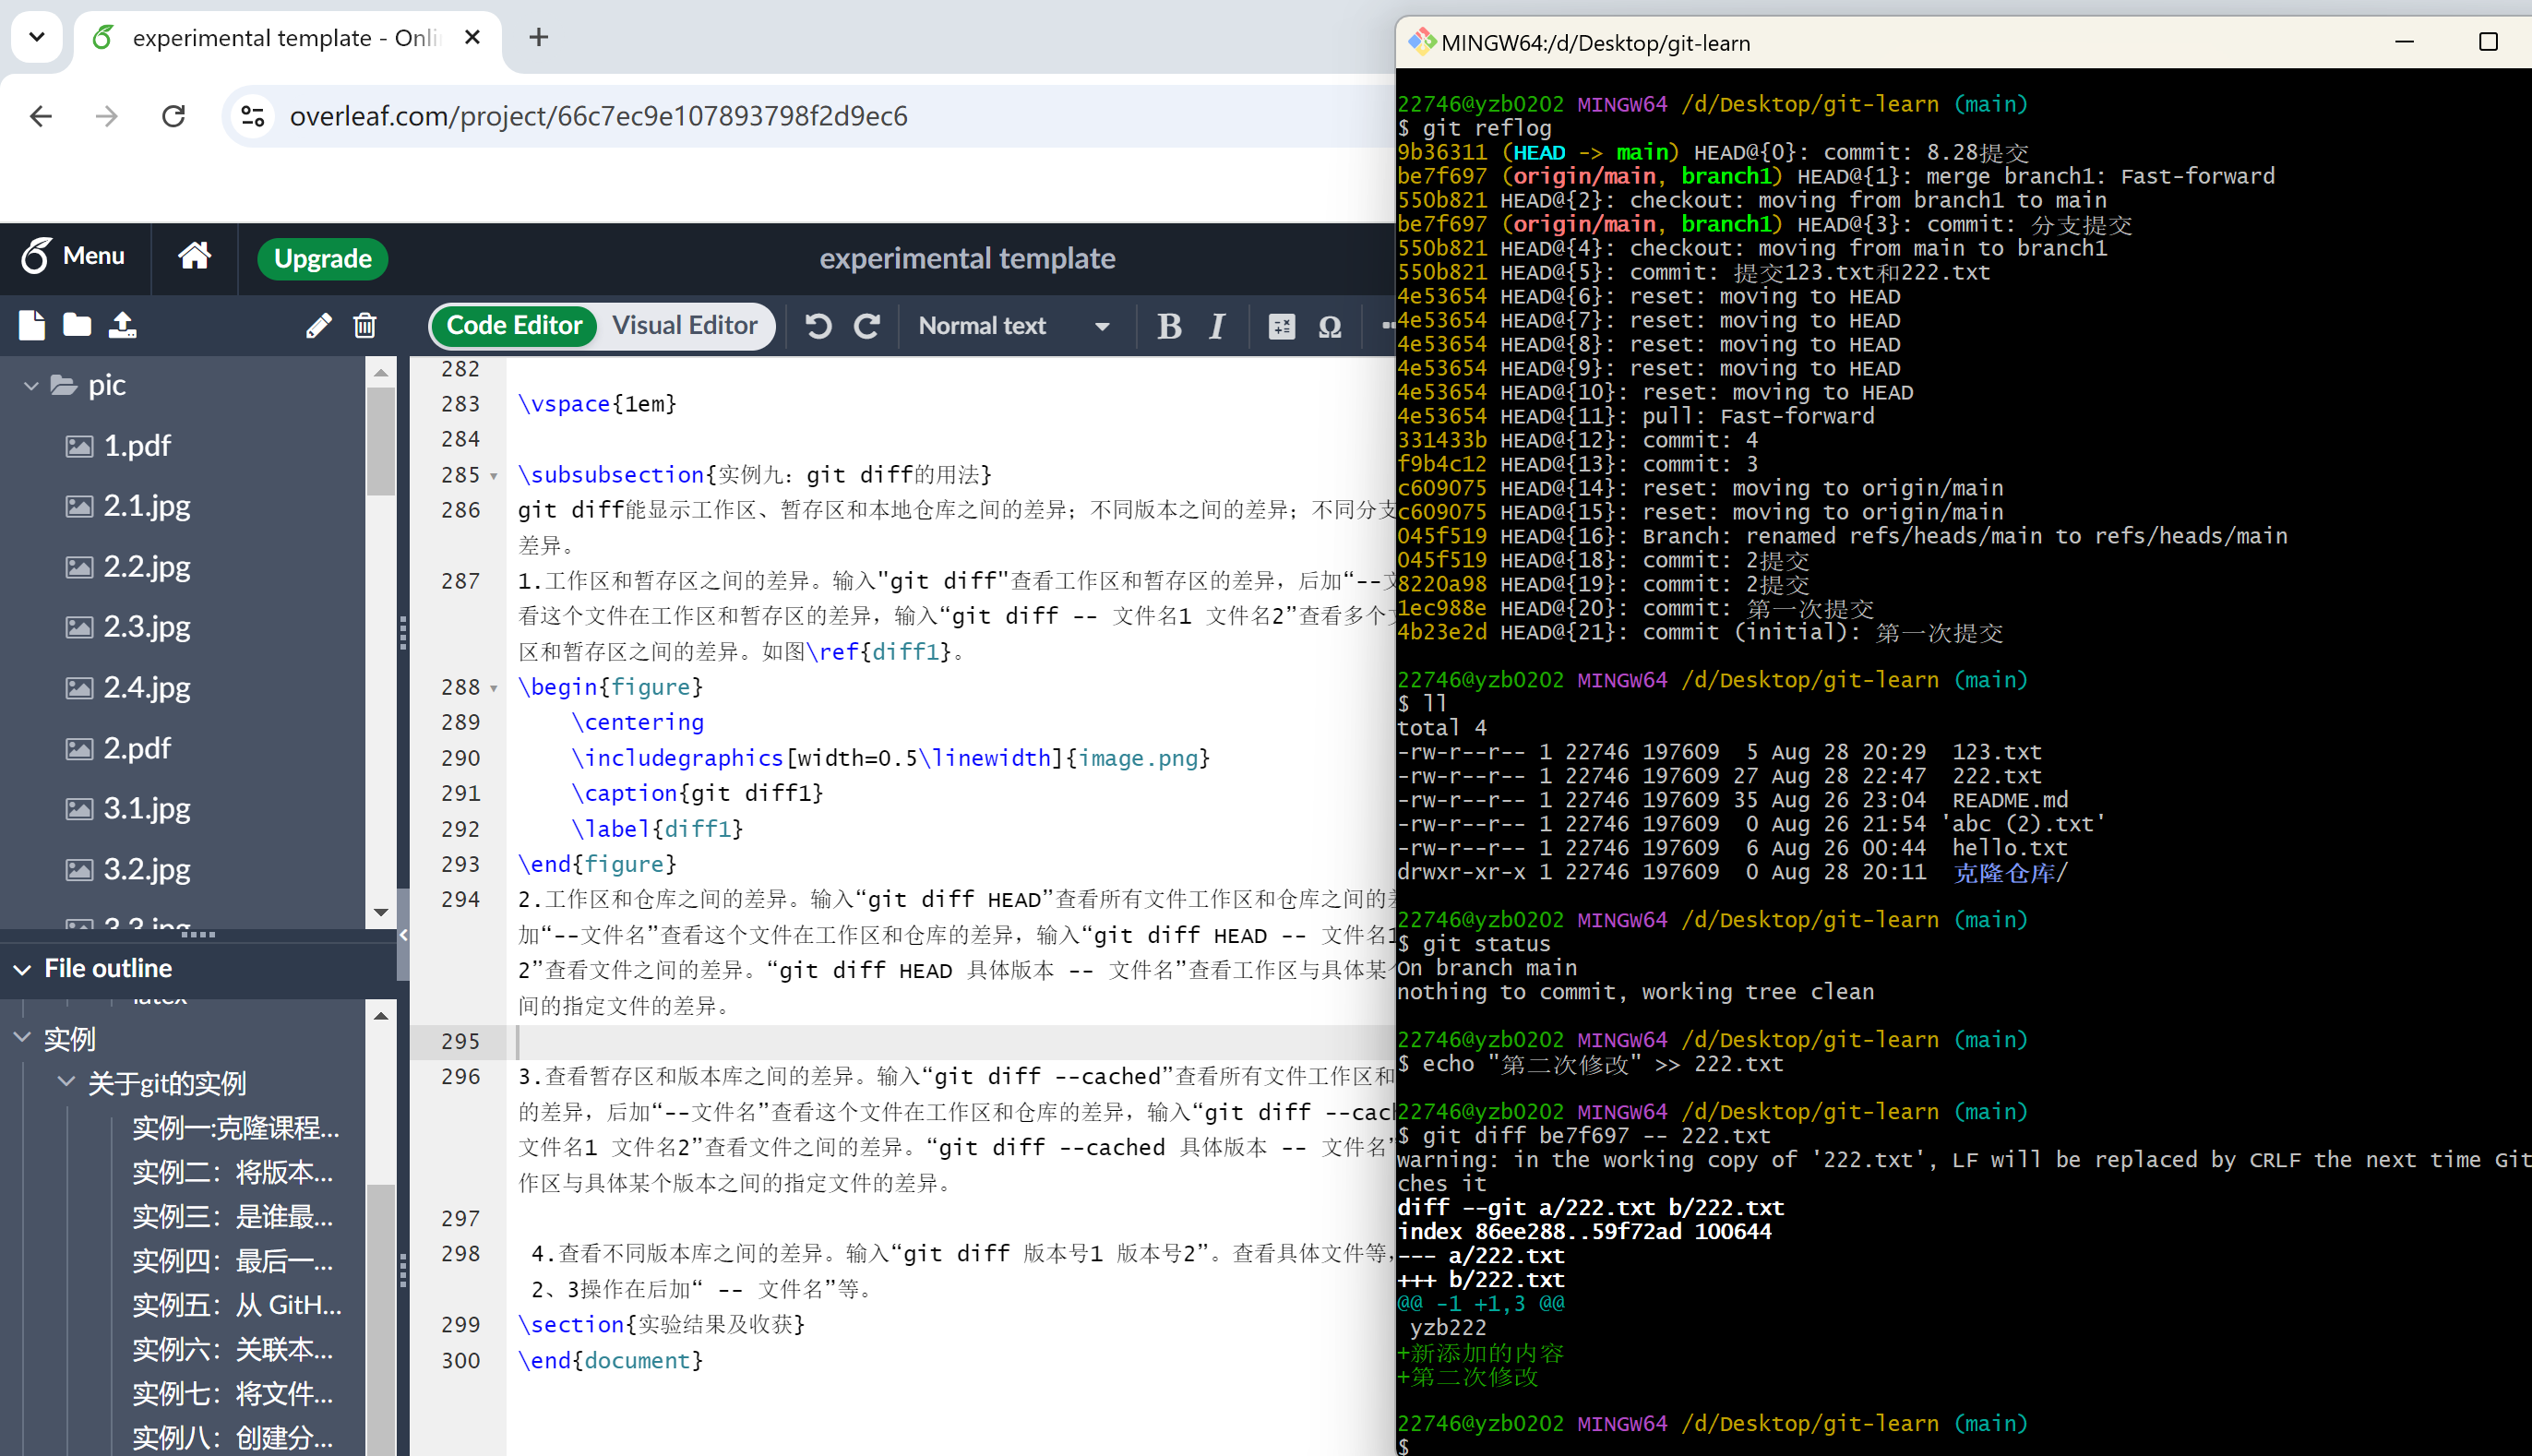 experimental template - Onli
overleaf.com/project/66c7ec9e107893798f2d9ec6
Menu
Upgrade
experimental template
Code Editor
Visual Editor
Normal text
B
I
Ω
pic
1.pdf
2.1.jpg
2.2.jpg
2.3.jpg
2.4.jpg
2.pdf
3.1.jpg
3.2.jpg
3.3.jpg
File outline
latex
实例
关于git的实例
实例一:克隆课程...
实例二：将版本...
实例三：是谁最...
实例四：最后一...
实例五：从 GitH...
实例六：关联本...
实例七：将文件...
实例八：创建分...
282
283 \vspace{1em}
284
285 \subsubsection{实例九：git diff的用法}
286 git diff能显示工作区、暂存区和本地仓库之间的差异；不同版本之间的差异；不同分支
差异。
287 1.工作区和暂存区之间的差异。输入"git diff"查看工作区和暂存区的差异，后加“--文
看这个文件在工作区和暂存区的差异，输入“git diff -- 文件名1 文件名2”查看多个文
区和暂存区之间的差异。如图\ref{diff1}。
288 \begin{figure}
289 \centering
290 \includegraphics[width=0.5\linewidth]{image.png}
291 \caption{git diff1}
292 \label{diff1}
293 \end{figure}
294 2.工作区和仓库之间的差异。输入“git diff HEAD”查看所有文件工作区和仓库之间的差
加“--文件名”查看这个文件在工作区和仓库的差异，输入“git diff HEAD -- 文件名1
2”查看文件之间的差异。“git diff HEAD 具体版本 -- 文件名”查看工作区与具体某个
间的指定文件的差异。
295
296 3.查看暂存区和版本库之间的差异。输入“git diff --cached”查看所有文件工作区和
的差异，后加“--文件名”查看这个文件在工作区和仓库的差异，输入“git diff --cach
文件名1 文件名2”查看文件之间的差异。“git diff --cached 具体版本 -- 文件名”
作区与具体某个版本之间的指定文件的差异。
297
298 4.查看不同版本库之间的差异。输入“git diff 版本号1 版本号2”。查看具体文件等，
2、3操作在后加“ -- 文件名”等。
299 \section{实验结果及收获}
300 \end{document}
MINGW64:/d/Desktop/git-learn
22746@yzb0202 MINGW64 /d/Desktop/git-learn (main)
$ git reflog
9b36311 (HEAD -> main) HEAD@{0}: commit: 8.28提交
be7f697 (origin/main, branch1) HEAD@{1}: merge branch1: Fast-forward
550b821 HEAD@{2}: checkout: moving from branch1 to main
be7f697 (origin/main, branch1) HEAD@{3}: commit: 分支提交
550b821 HEAD@{4}: checkout: moving from main to branch1
550b821 HEAD@{5}: commit: 提交123.txt和222.txt
4e53654 HEAD@{6}: reset: moving to HEAD
4e53654 HEAD@{7}: reset: moving to HEAD
4e53654 HEAD@{8}: reset: moving to HEAD
4e53654 HEAD@{9}: reset: moving to HEAD
4e53654 HEAD@{10}: reset: moving to HEAD
4e53654 HEAD@{11}: pull: Fast-forward
331433b HEAD@{12}: commit: 4
f9b4c12 HEAD@{13}: commit: 3
c609075 HEAD@{14}: reset: moving to origin/main
c609075 HEAD@{15}: reset: moving to origin/main
045f519 HEAD@{16}: Branch: renamed refs/heads/main to refs/heads/main
045f519 HEAD@{18}: commit: 2提交
8220a98 HEAD@{19}: commit: 2提交
1ec988e HEAD@{20}: commit: 第一次提交
4b23e2d HEAD@{21}: commit (initial): 第一次提交
22746@yzb0202 MINGW64 /d/Desktop/git-learn (main)
$ ll
total 4
-rw-r--r-- 1 22746 197609 5 Aug 28 20:29 123.txt
-rw-r--r-- 1 22746 197609 27 Aug 28 22:47 222.txt
-rw-r--r-- 1 22746 197609 35 Aug 26 23:04 README.md
-rw-r--r-- 1 22746 197609 0 Aug 26 21:54 'abc (2).txt'
-rw-r--r-- 1 22746 197609 6 Aug 26 00:44 hello.txt
drwxr-xr-x 1 22746 197609 0 Aug 28 20:11 克隆仓库/
22746@yzb0202 MINGW64 /d/Desktop/git-learn (main)
$ git status
On branch main
nothing to commit, working tree clean
22746@yzb0202 MINGW64 /d/Desktop/git-learn (main)
$ echo "第二次修改" >> 222.txt
22746@yzb0202 MINGW64 /d/Desktop/git-learn (main)
$ git diff be7f697 -- 222.txt
warning: in the working copy of '222.txt', LF will be replaced by CRLF the next time Git
ches it
diff --git a/222.txt b/222.txt
index 86ee288..59f72ad 100644
--- a/222.txt
+++ b/222.txt
@@ -1 +1,3 @@
yzb222
+新添加的内容
+第二次修改
22746@yzb0202 MINGW64 /d/Desktop/git-learn (main)
$